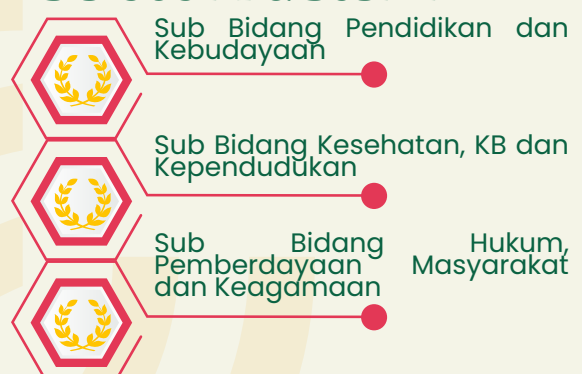 Sub Bidang Pendidikan dan
Kebudayaan
Sub Bidang Kesehatan, KB dan
Kependudukan
Sub Bidang Hukum,
Pemberdayaan Masyarakat
dan Keagamaan